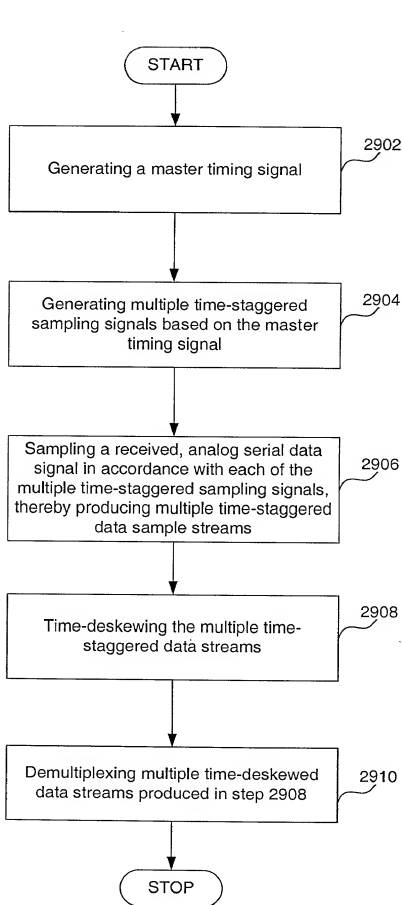 START
2902
Generating a master timing signal
2904
Generating multiple time-staggered
sampling signals based on the master
timing signal
Sampling a received, analog serial data
signal in accordance with each of the
2906
multiple time-staggered sampling signals,
thereby producing multiple time-staggered
data sample streams
2908
Time-deskewing the multiple time-
staggered data streams
2910
Demultiplexing multiple time-deskewed
data streams produced in step 2908
STOP